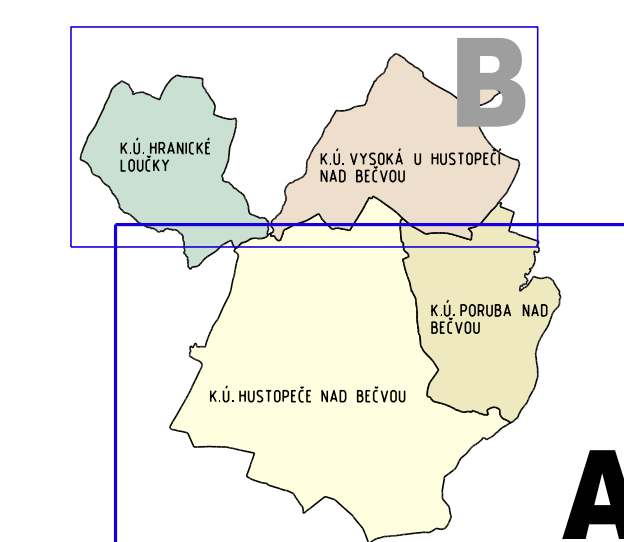 B
K.Ú. HRANICKÉ
LOUČKY
K.Ú. VYSOKÁ U HUSTOPEČÍ
NAD BEČVOU
K.Ú. PORUBA NAD
BEČVOU
K.Ú. HUSTOPEČE NAD BEČVOU
A